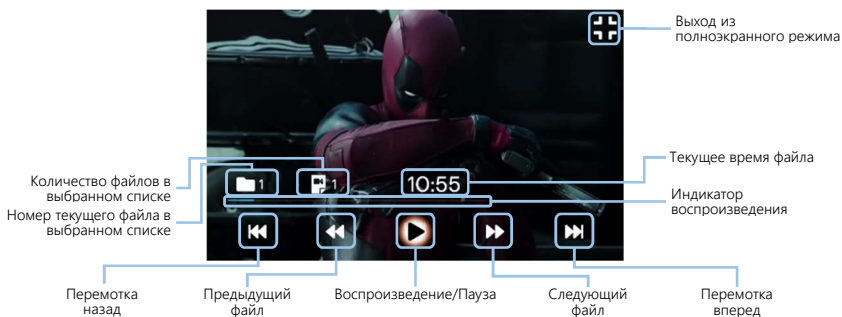 Выход из
полноэкранного режима
Текущее время файла
Количество файлов в
выбранном списке
1
1
10:55
Индикатор
воспроизведения
Номер текущего файла в
выбранном списке
Перемотка
назад
Предыдущий
файл
Воспроизведение/Пауза
Следующий
файл
Перемотка
вперед